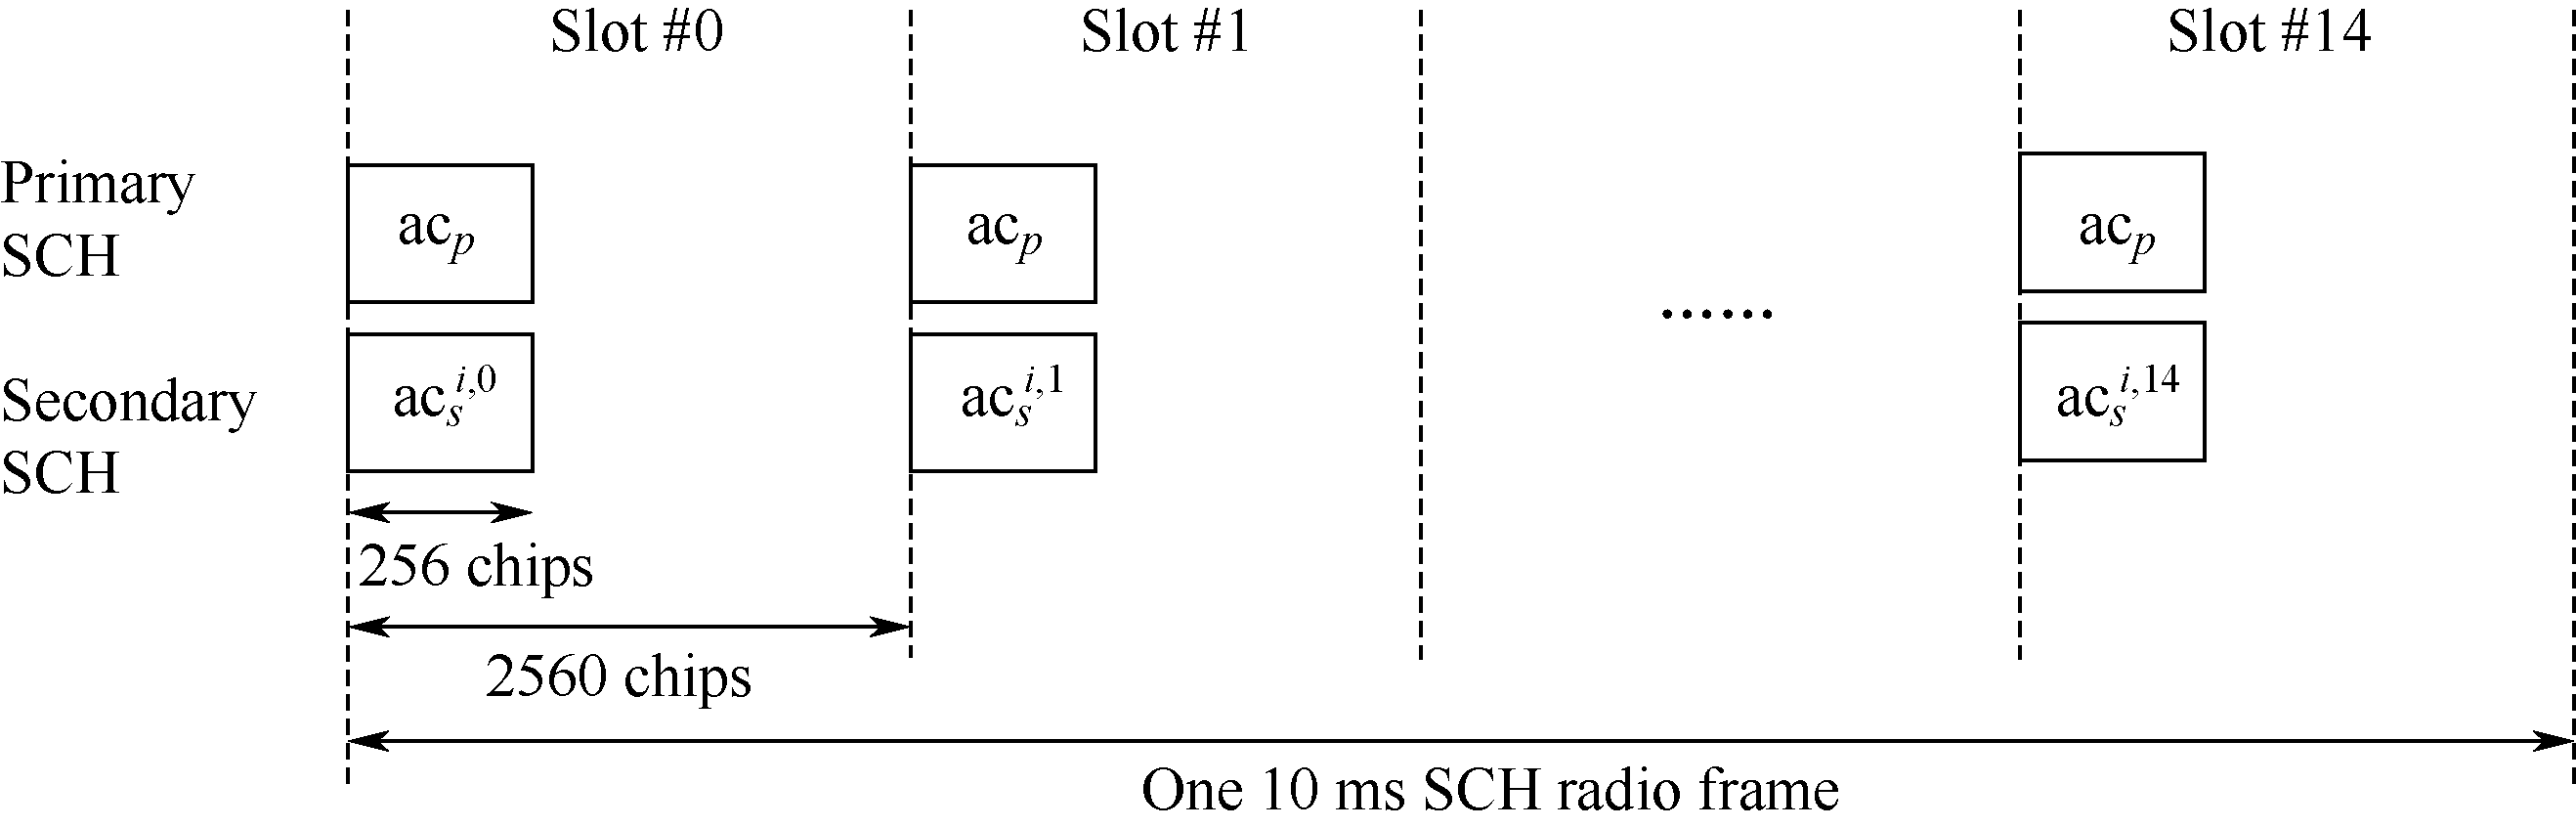 Slot #0 Slot #1 Slot #14
Primary
SCH
ac_p ac_p ac_p
......
Secondary
SCH
ac_s^{i,0} ac_s^{i,1} ac_s^{i,14}
256 chips
2560 chips
One 10 ms SCH radio frame